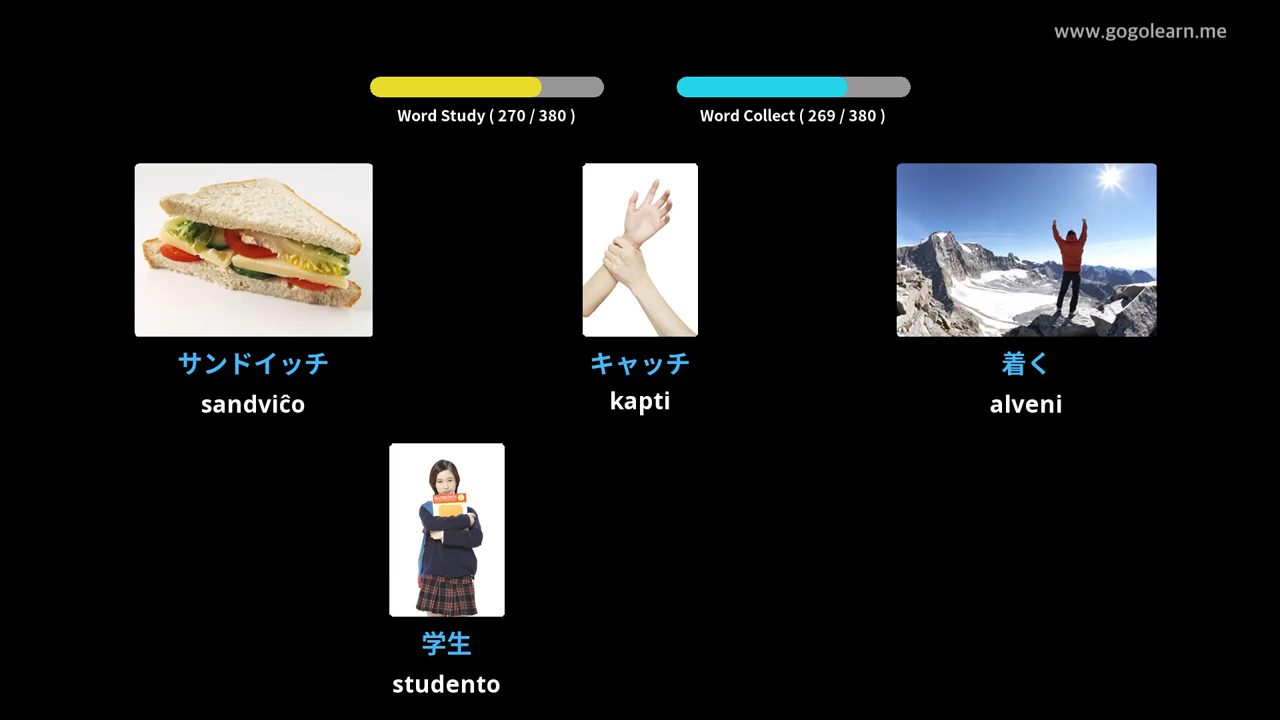 www.gogolearn.me
Word Study ( 270 / 380 )
Word Collect ( 269 / 380 )
サンドイッチ
sandviĉo
キャッチ
kapti
着く
alveni
学生
studento